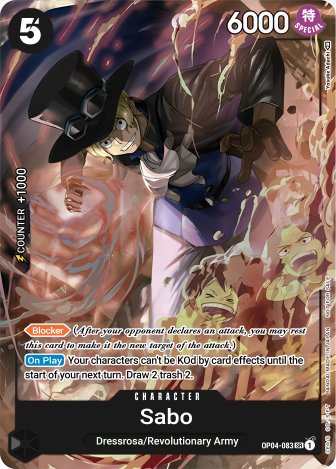 5
6000
特
SPECIAL
COUNTER +1000
Blocker (After your opponent declares an attack, you may rest
this card to make it the new target of the attack.)
On Play Your characters can't be KOd by card effects until the
start of your next turn. Draw 2 trash 2.
CHARACTER
Sabo
Dressrosa/Revolutionary Army
OP04-083 SR 1